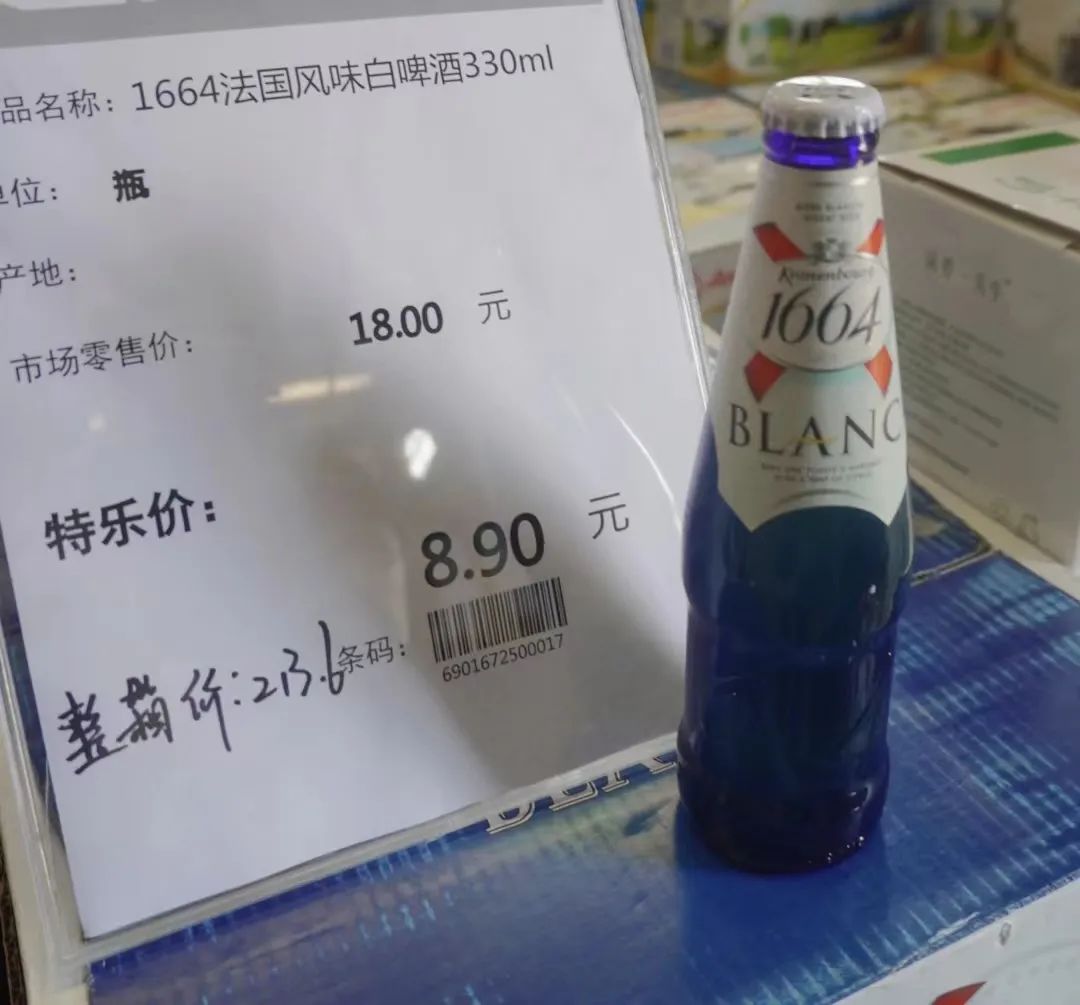 品名称：1664法国风味白啤酒330ml
单位： 瓶
产地：
市场零售价： 18.00 元
特乐价： 8.90 元
条码： 6901672500017
整箱价：213.6
Kronenbourg
1664
BLANC